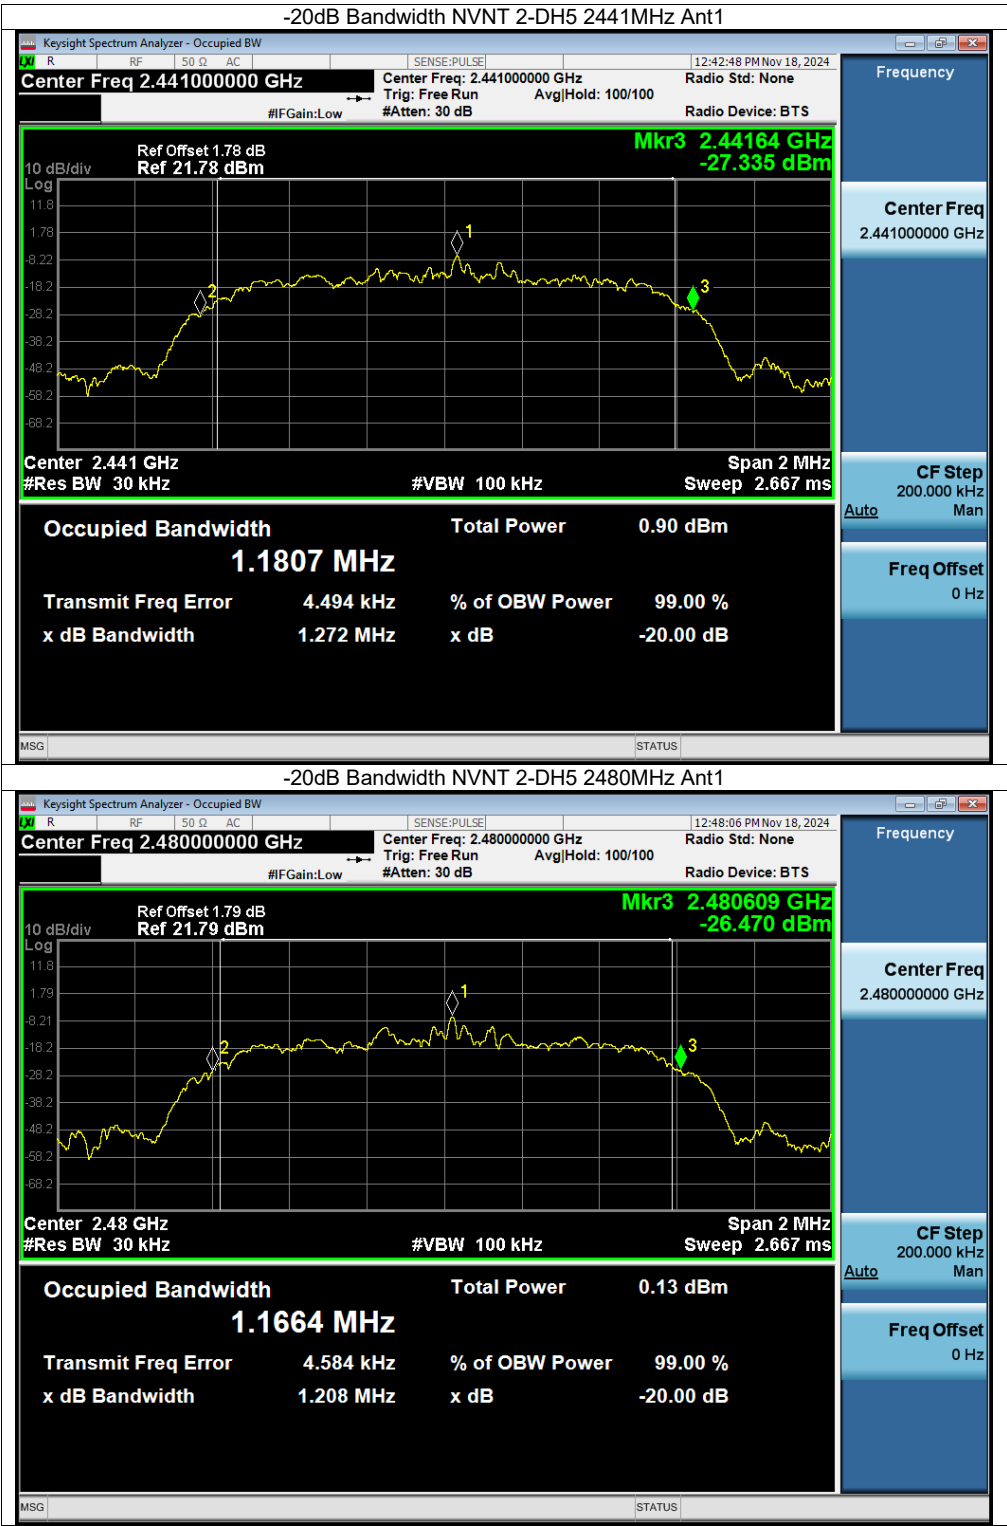 -20dB Bandwidth NVNT 2-DH5 2441MHz Ant1
Keysight Spectrum Analyzer - Occupied BW
LXI R RF 50 Ω AC SENSE:PULSE 12:42:48 PM Nov 18, 2024
Center Freq 2.441000000 GHz
Center Freq: 2.441000000 GHz
Radio Std: None
Trig: Free Run Avg|Hold: 100/100
#IFGain:Low #Atten: 30 dB Radio Device: BTS
Frequency
Mkr3 2.44164 GHz
-27.335 dBm
Ref Offset 1.78 dB
10 dB/div Ref 21.78 dBm
Log
11.8
1.78
-8.22
-18.2
-28.2
-38.2
-48.2
-58.2
-68.2
1
2
3
Center 2.441 GHz Span 2 MHz
#Res BW 30 kHz #VBW 100 kHz Sweep 2.667 ms
Center Freq
2.441000000 GHz
CF Step
200.000 kHz
Auto Man
Freq Offset
0 Hz
Occupied Bandwidth Total Power 0.90 dBm
1.1807 MHz
Transmit Freq Error 4.494 kHz % of OBW Power 99.00 %
x dB Bandwidth 1.272 MHz x dB -20.00 dB
MSG STATUS
-20dB Bandwidth NVNT 2-DH5 2480MHz Ant1
Keysight Spectrum Analyzer - Occupied BW
LXI R RF 50 Ω AC SENSE:PULSE 12:48:06 PM Nov 18, 2024
Center Freq 2.480000000 GHz
Center Freq: 2.480000000 GHz
Radio Std: None
Trig: Free Run Avg|Hold: 100/100
#IFGain:Low #Atten: 30 dB Radio Device: BTS
Frequency
Mkr3 2.480609 GHz
-26.470 dBm
Ref Offset 1.79 dB
10 dB/div Ref 21.79 dBm
Log
11.8
1.79
-8.21
-18.2
-28.2
-38.2
-48.2
-58.2
-68.2
1
2
3
Center 2.48 GHz Span 2 MHz
#Res BW 30 kHz #VBW 100 kHz Sweep 2.667 ms
Center Freq
2.480000000 GHz
CF Step
200.000 kHz
Auto Man
Freq Offset
0 Hz
Occupied Bandwidth Total Power 0.13 dBm
1.1664 MHz
Transmit Freq Error 4.584 kHz % of OBW Power 99.00 %
x dB Bandwidth 1.208 MHz x dB -20.00 dB
MSG STATUS